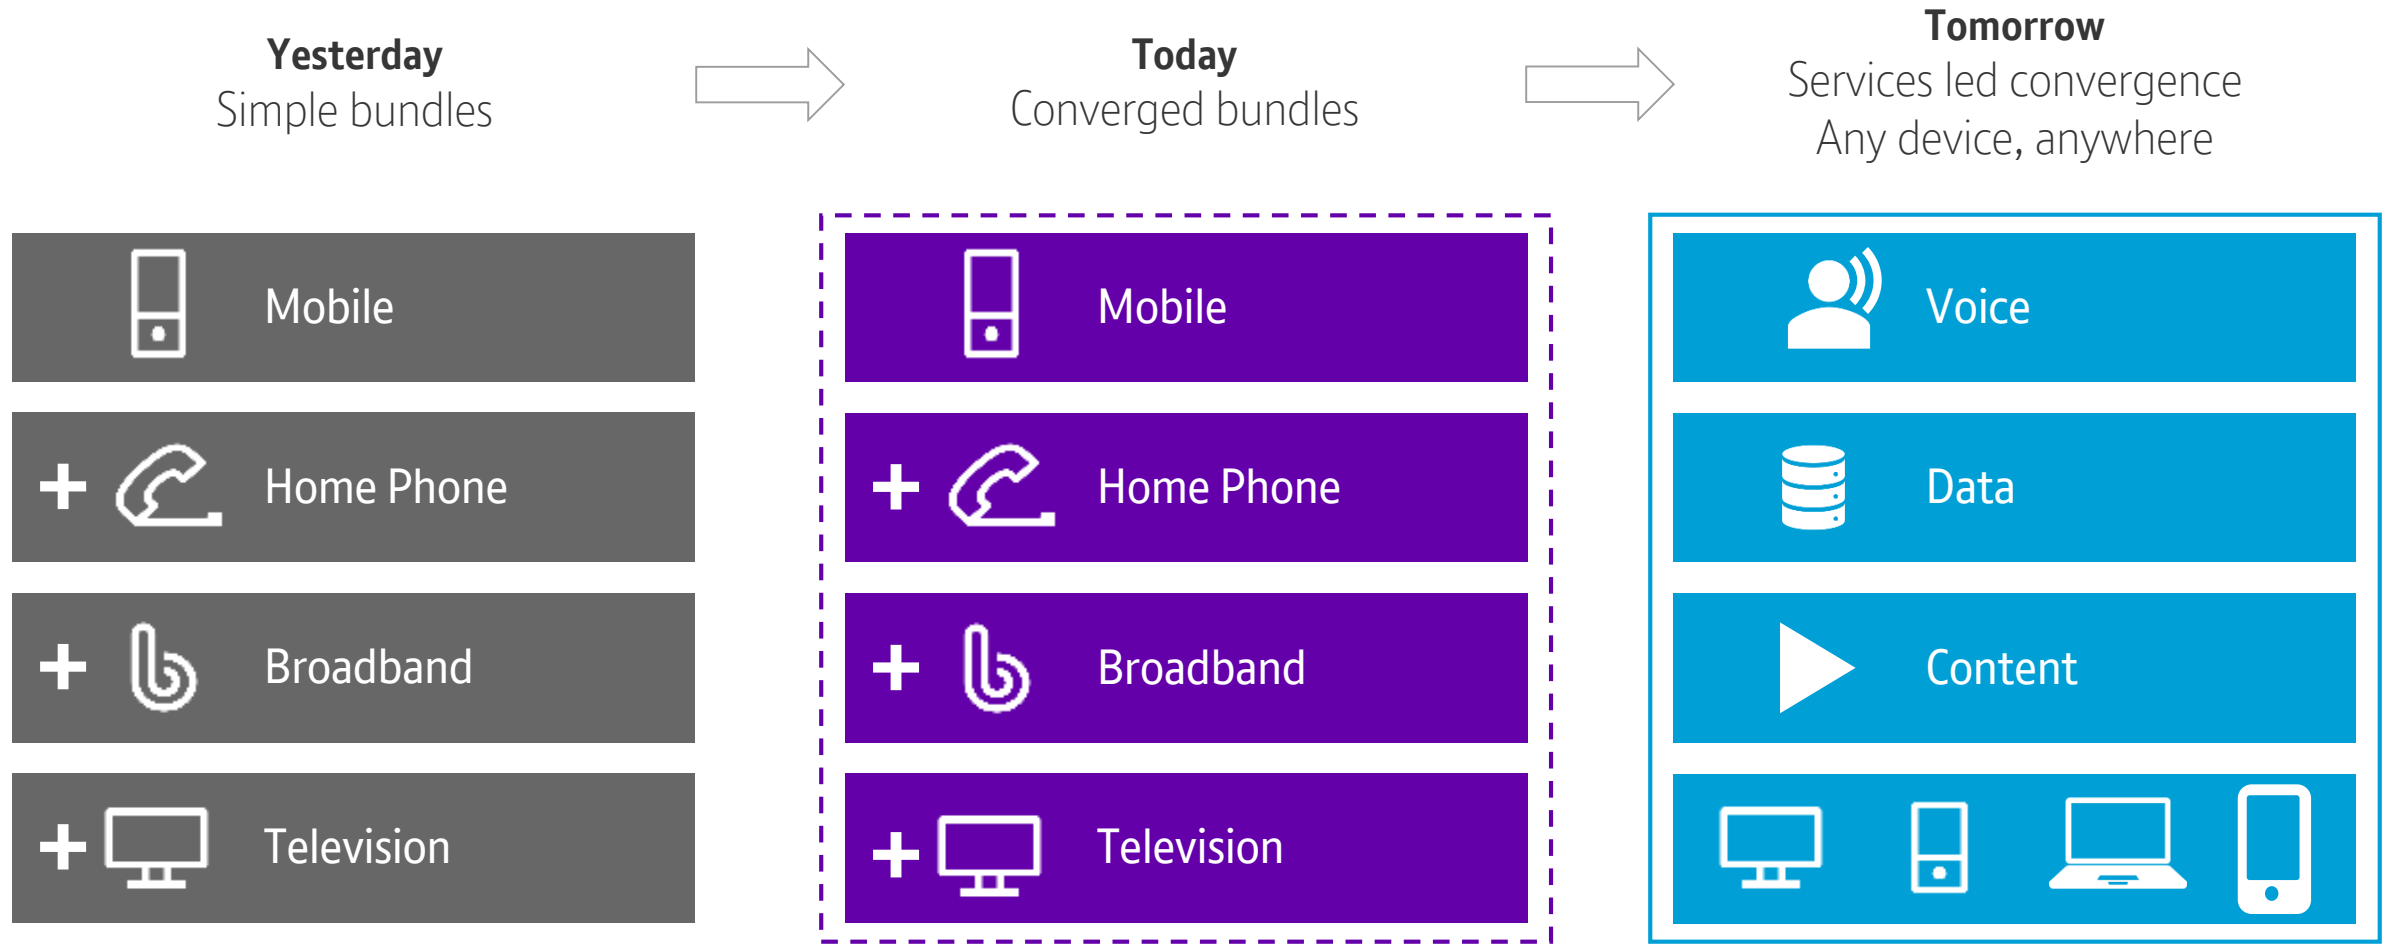 Yesterday
Simple bundles
Today
Converged bundles
Tomorrow
Services led convergence
Any device, anywhere
Mobile
+ Home Phone
+ Broadband
+ Television
Mobile
+ Home Phone
+ Broadband
+ Television
Voice
Data
Content